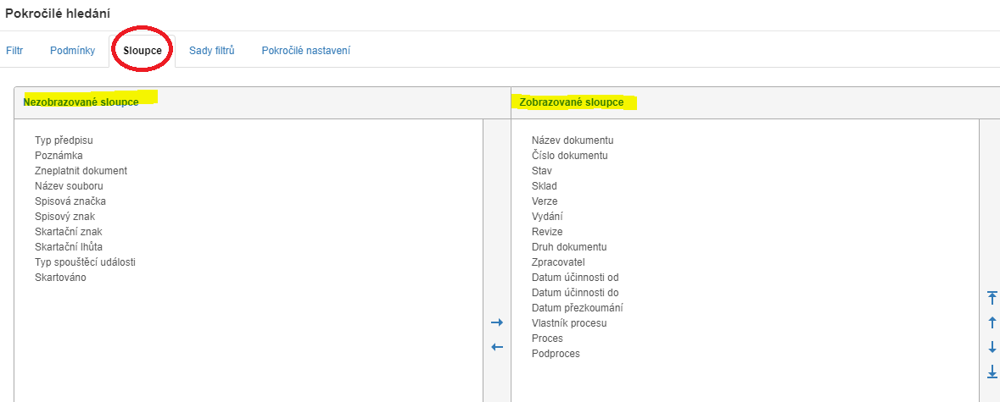 Pokročilé hledání
Filtr Podmínky Sloupce Sady filtrů Pokročilé nastavení
Nezobrazované sloupce
Typ předpisu
Poznámka
Zneplatnit dokument
Název souboru
Spisová značka
Spisový znak
Skartační znak
Skartační lhůta
Typ spouštěcí události
Skartováno
Zobrazované sloupce
Název dokumentu
Číslo dokumentu
Stav
Sklad
Verze
Vydání
Revize
Druh dokumentu
Zpracovatel
Datum účinnosti od
Datum účinnosti do
Datum přezkoumání
Vlastník procesu
Proces
Podproces